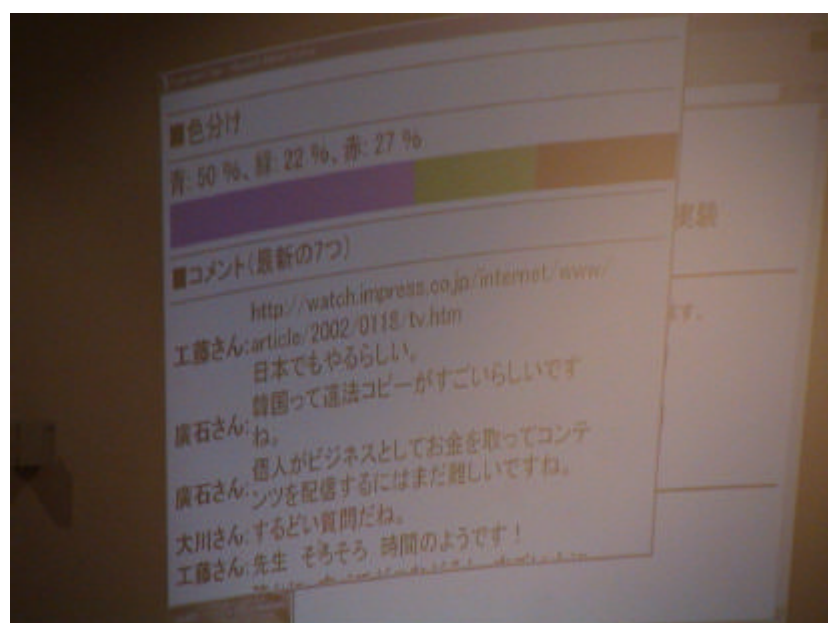 ■色分け
青: 50 %、緑: 22 %、赤: 27 %
■コメント(最新の7つ)
http://watch.impress.co.jp/internet/www/
工藤さん:article/2002/0118/tv.htm
日本でもやるらしい。
韓国って違法コピーがすごいらしいです
廣石さん:ね。
個人がビジネスとしてお金を取ってコンテ
廣石さん:ンツを配信するにはまだ難しいですね。
大川さん:するどい質問だね。
工藤さん:先生 そろそろ 時間のようです!
実験
ます。